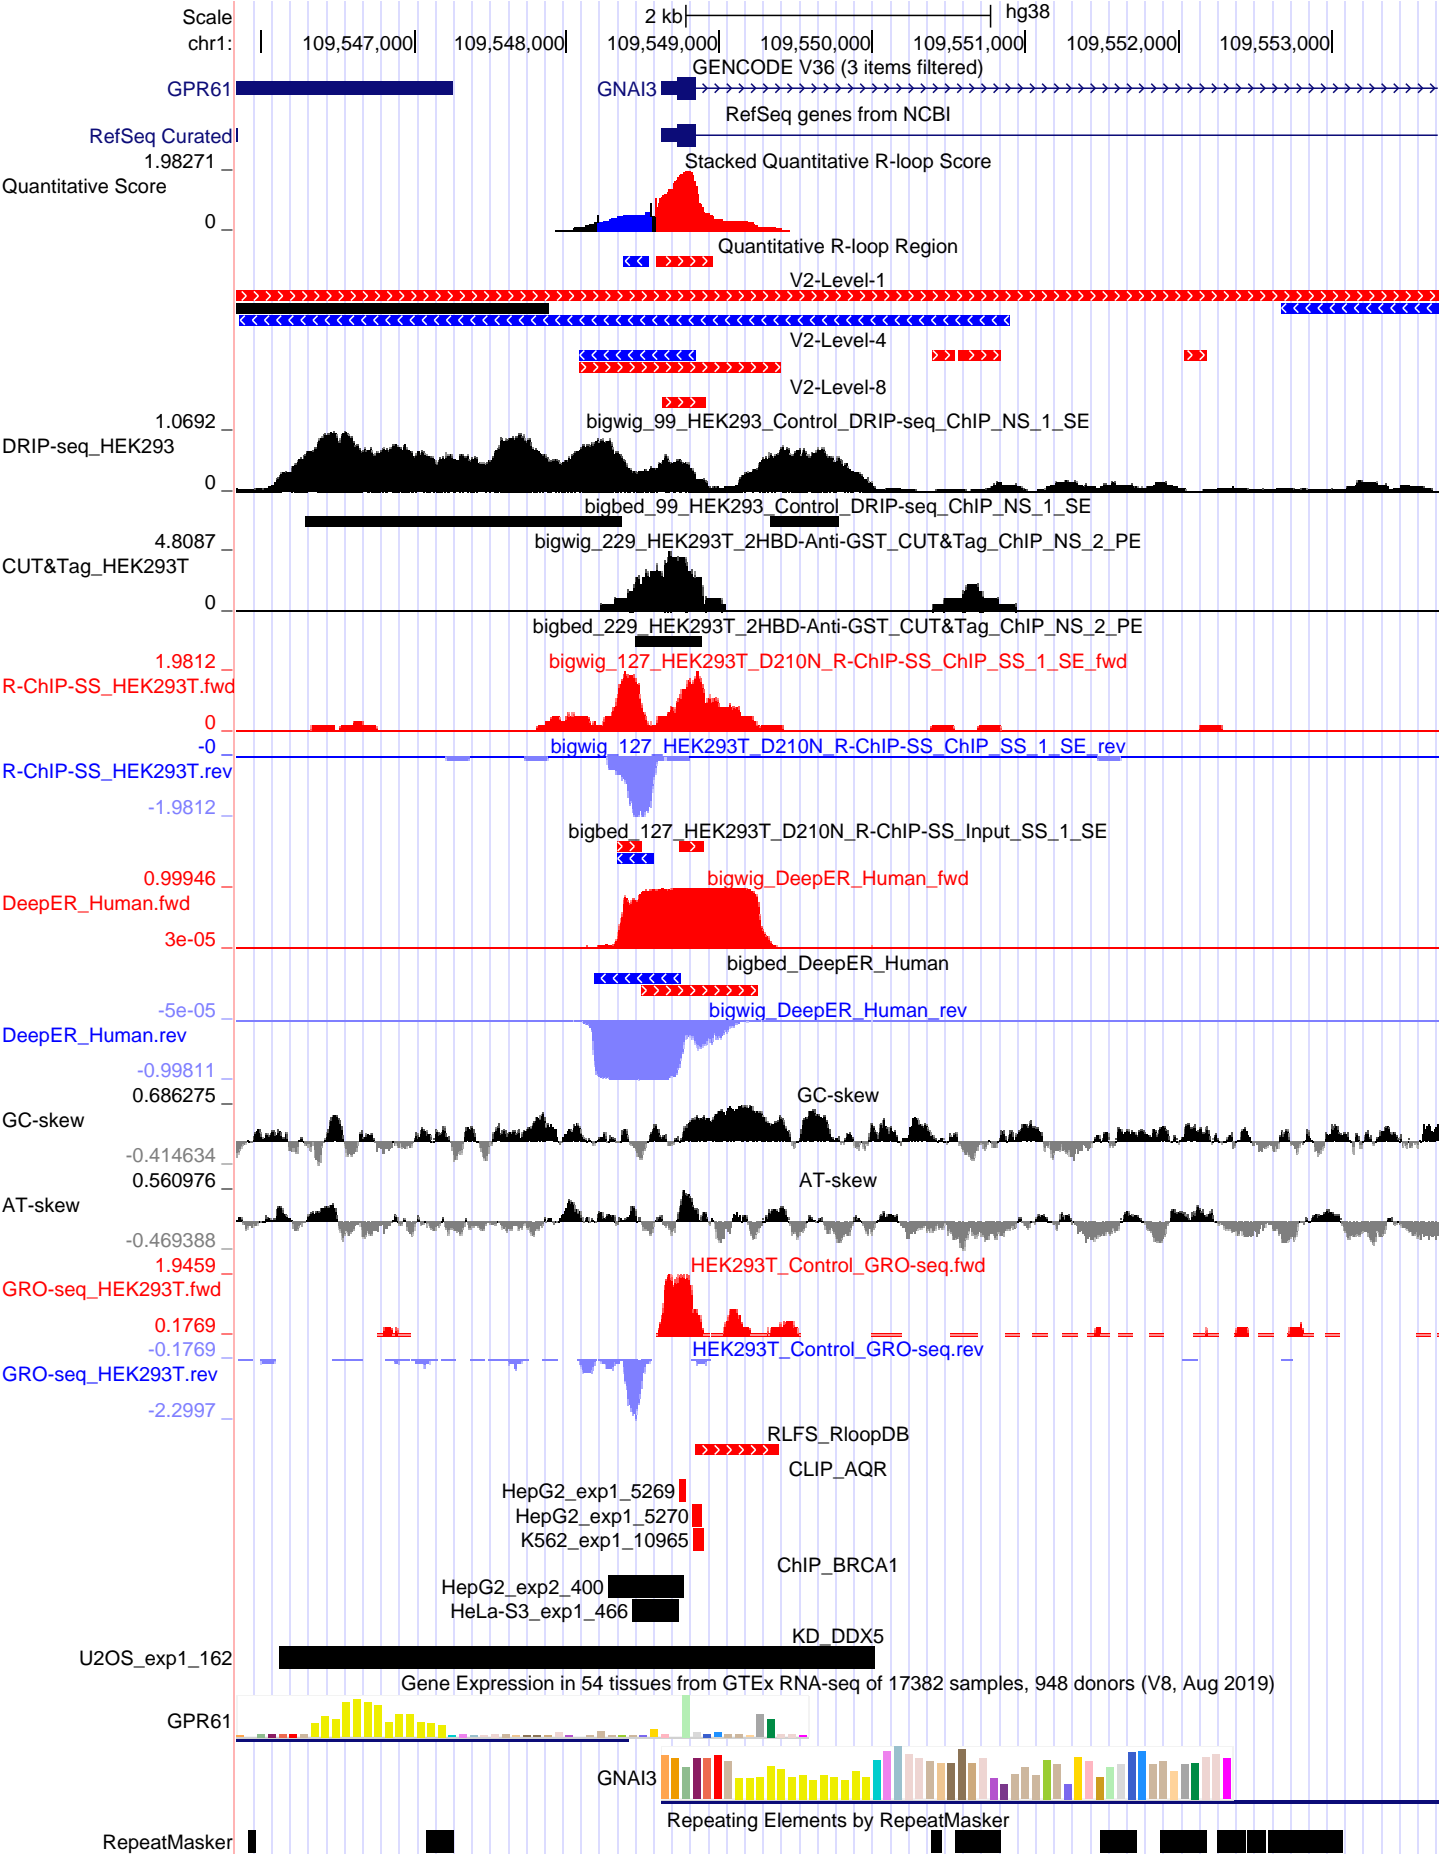 Scale 2 kb hg38
chr1: 109,547,000 109,548,000 109,549,000 109,550,000 109,551,000 109,552,000 109,553,000
GENCODE V36 (3 items filtered)
GPR61 GNAI3
RefSeq genes from NCBI
RefSeq Curated
1.98271 Stacked Quantitative R-loop Score
Quantitative Score
0
Quantitative R-loop Region
V2-Level-1
V2-Level-4
V2-Level-8
1.0692 bigwig_99_HEK293_Control_DRIP-seq_ChIP_NS_1_SE
DRIP-seq_HEK293
0
bigbed_99_HEK293_Control_DRIP-seq_ChIP_NS_1_SE
4.8087 bigwig_229_HEK293T_2HBD-Anti-GST_CUT&Tag_ChIP_NS_2_PE
CUT&Tag_HEK293T
0
bigbed_229_HEK293T_2HBD-Anti-GST_CUT&Tag_ChIP_NS_2_PE
1.9812 bigwig_127_HEK293T_D210N_R-ChIP-SS_ChIP_SS_1_SE_fwd
R-ChIP-SS_HEK293T.fwd
0
-0 bigwig_127_HEK293T_D210N_R-ChIP-SS_ChIP_SS_1_SE_rev
R-ChIP-SS_HEK293T.rev
-1.9812
bigbed_127_HEK293T_D210N_R-ChIP-SS_Input_SS_1_SE
0.99946 bigwig_DeepER_Human_fwd
DeepER_Human.fwd
3e-05
bigbed_DeepER_Human
-5e-05 bigwig_DeepER_Human_rev
DeepER_Human.rev
-0.99811
0.686275 GC-skew
GC-skew
-0.414634
0.560976 AT-skew
AT-skew
-0.469388
1.9459 HEK293T_Control_GRO-seq.fwd
GRO-seq_HEK293T.fwd
0.1769
-0.1769 HEK293T_Control_GRO-seq.rev
GRO-seq_HEK293T.rev
-2.2997
RLFS_RloopDB
CLIP_AQR
HepG2_exp1_5269
HepG2_exp1_5270
K562_exp1_10965
ChIP_BRCA1
HepG2_exp2_400
HeLa-S3_exp1_466
KD_DDX5
U2OS_exp1_162
Gene Expression in 54 tissues from GTEx RNA-seq of 17382 samples, 948 donors (V8, Aug 2019)
GPR61
GNAI3
Repeating Elements by RepeatMasker
RepeatMasker